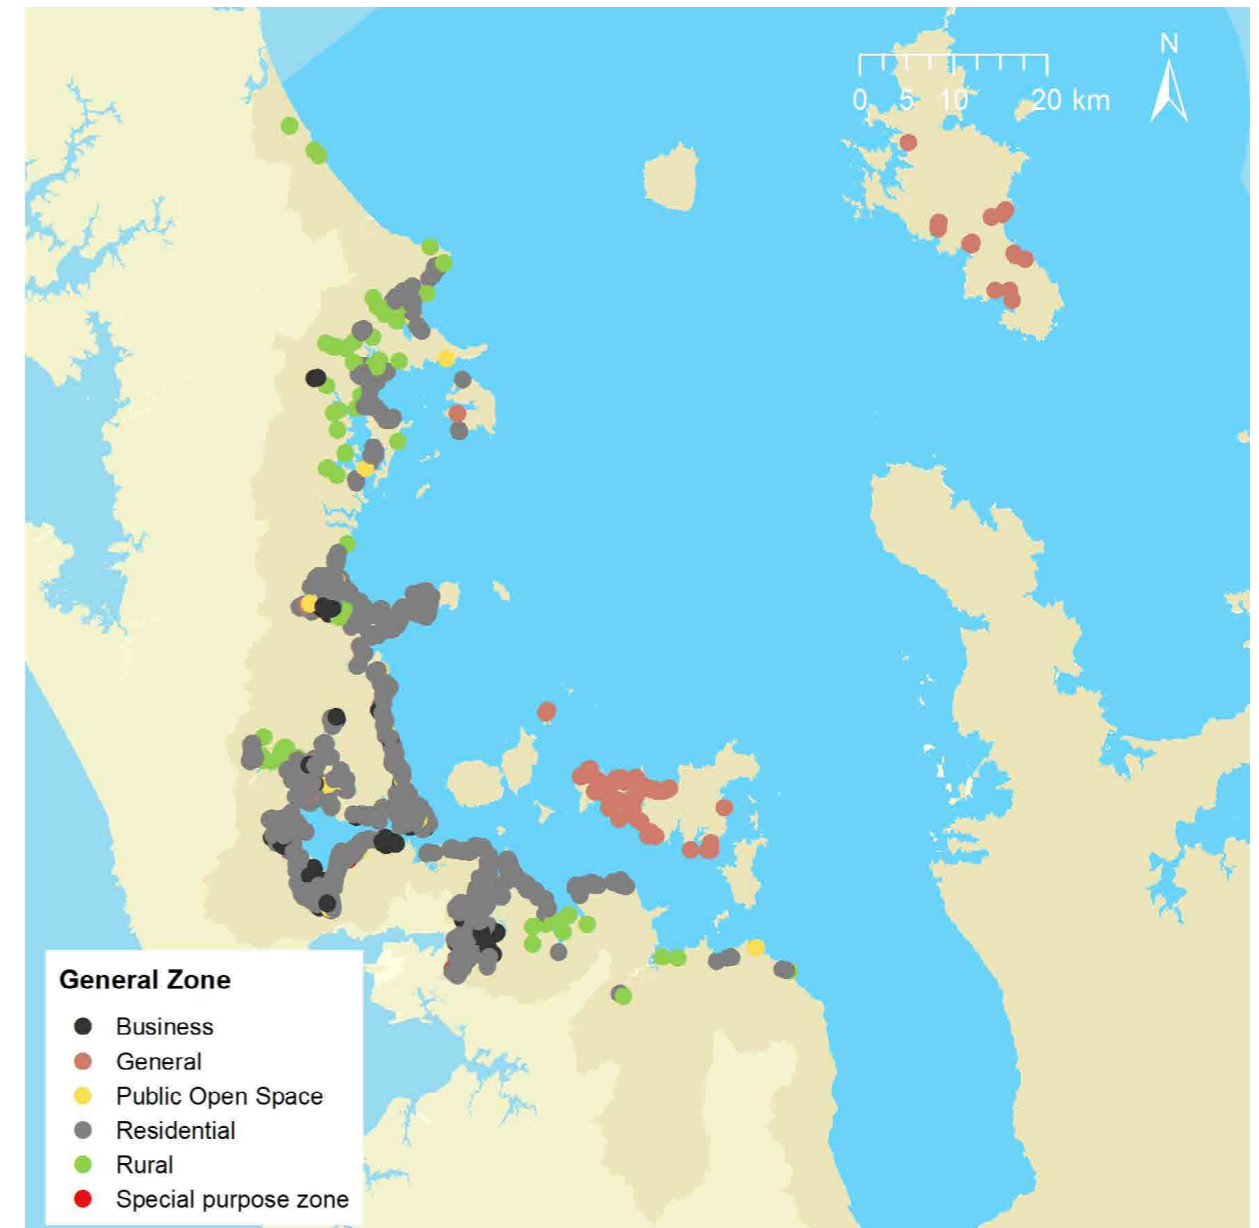 N
0 5 10 20 km
General Zone
Business
General
Public Open Space
Residential
Rural
Special purpose zone